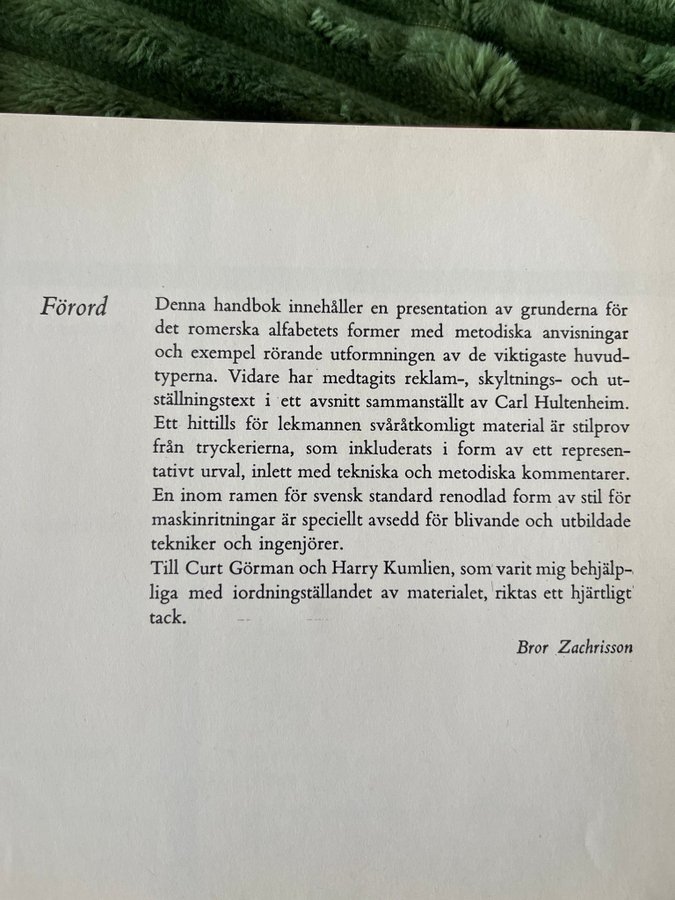 Förord
Denna handbok innehåller en presentation av grunderna för
det romerska alfabetets former med metodiska anvisningar
och exempel rörande utformningen av de viktigaste huvud-
typerna. Vidare har medtagits reklam-, skyltnings- och ut-
ställningstext i ett avsnitt sammanställt av Carl Hultenheim.
Ett hittills för lekmannen svåråtkomligt material är stilprov
från tryckerierna, som inkluderats i form av ett represen-
tativt urval, inlett med tekniska och metodiska kommentarer.
En inom ramen för svensk standard renodlad form av stil för
maskinritningar är speciellt avsedd för blivande och utbildade
tekniker och ingenjörer.
Till Curt Görman och Harry Kumlien, som varit mig behjälp-
liga med iordningställandet av materialet, riktas ett hjärtligt
tack.
Bror Zachrisson